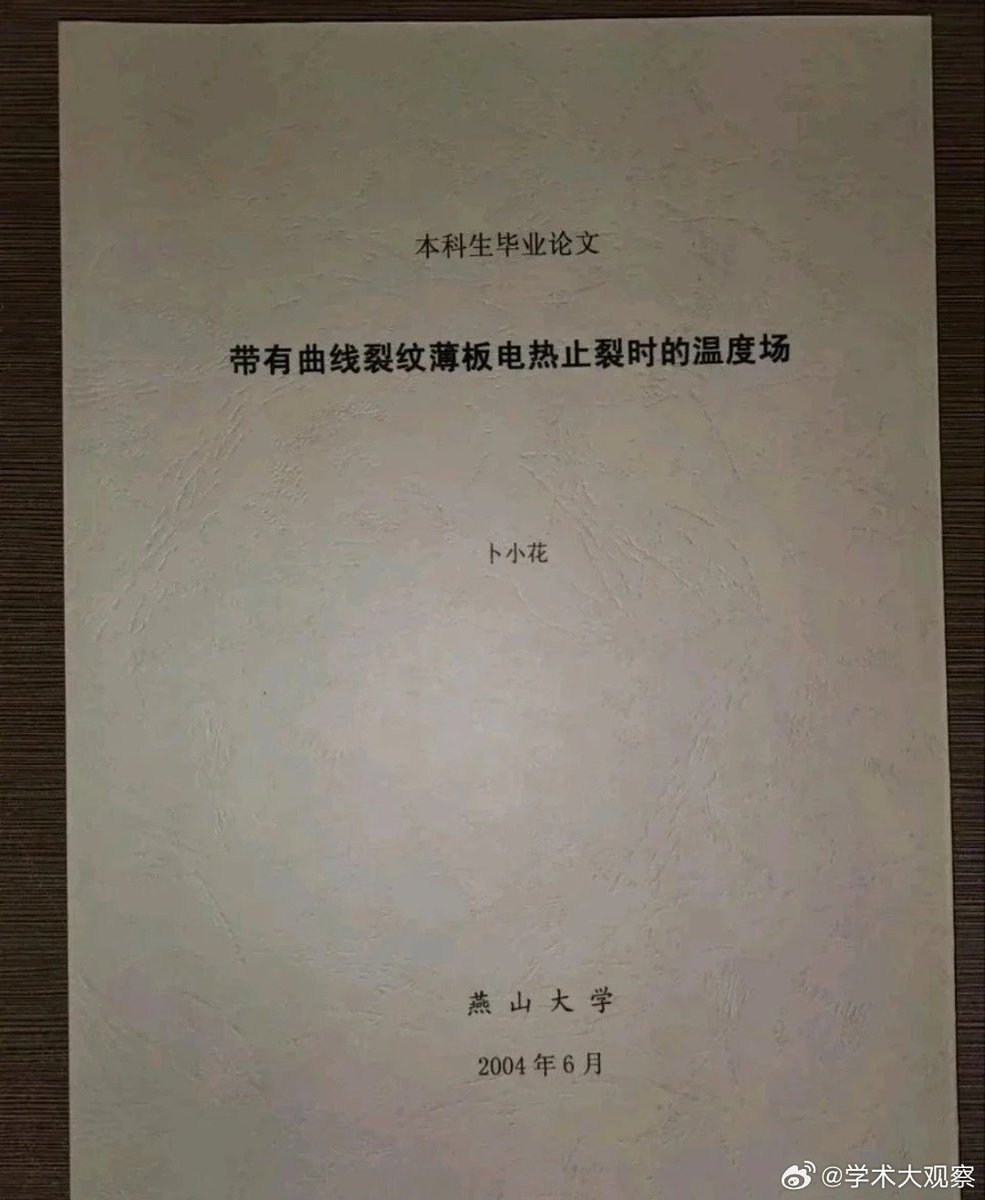 本科生毕业论文
带有曲线裂纹薄板电热止裂时的温度场
卜小花
燕山大学
2004年6月
@学术大观察